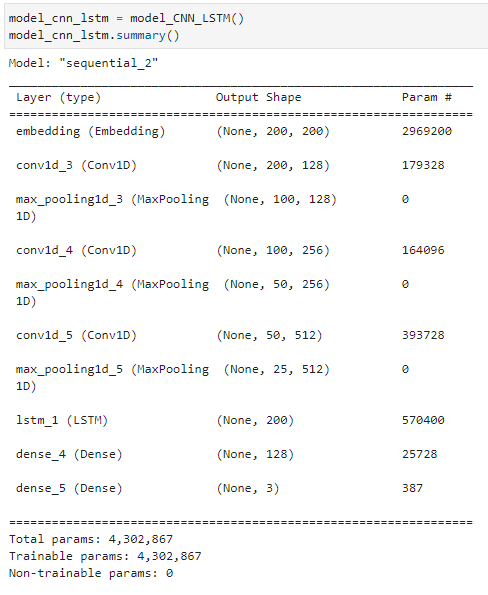 model_cnn_lstm = model_CNN_LSTM()
model_cnn_lstm.summary()
Model: "sequential_2"
_________________________________________________________________
Layer (type) Output Shape Param #
=================================================================
embedding (Embedding) (None, 200, 200) 2969200
conv1d_3 (Conv1D) (None, 200, 128) 179328
max_pooling1d_3 (MaxPooling (None, 100, 128) 0
1D)
conv1d_4 (Conv1D) (None, 100, 256) 164096
max_pooling1d_4 (MaxPooling (None, 50, 256) 0
1D)
conv1d_5 (Conv1D) (None, 50, 512) 393728
max_pooling1d_5 (MaxPooling (None, 25, 512) 0
1D)
lstm_1 (LSTM) (None, 200) 570400
dense_4 (Dense) (None, 128) 25728
dense_5 (Dense) (None, 3) 387
=================================================================
Total params: 4,302,867
Trainable params: 4,302,867
Non-trainable params: 0